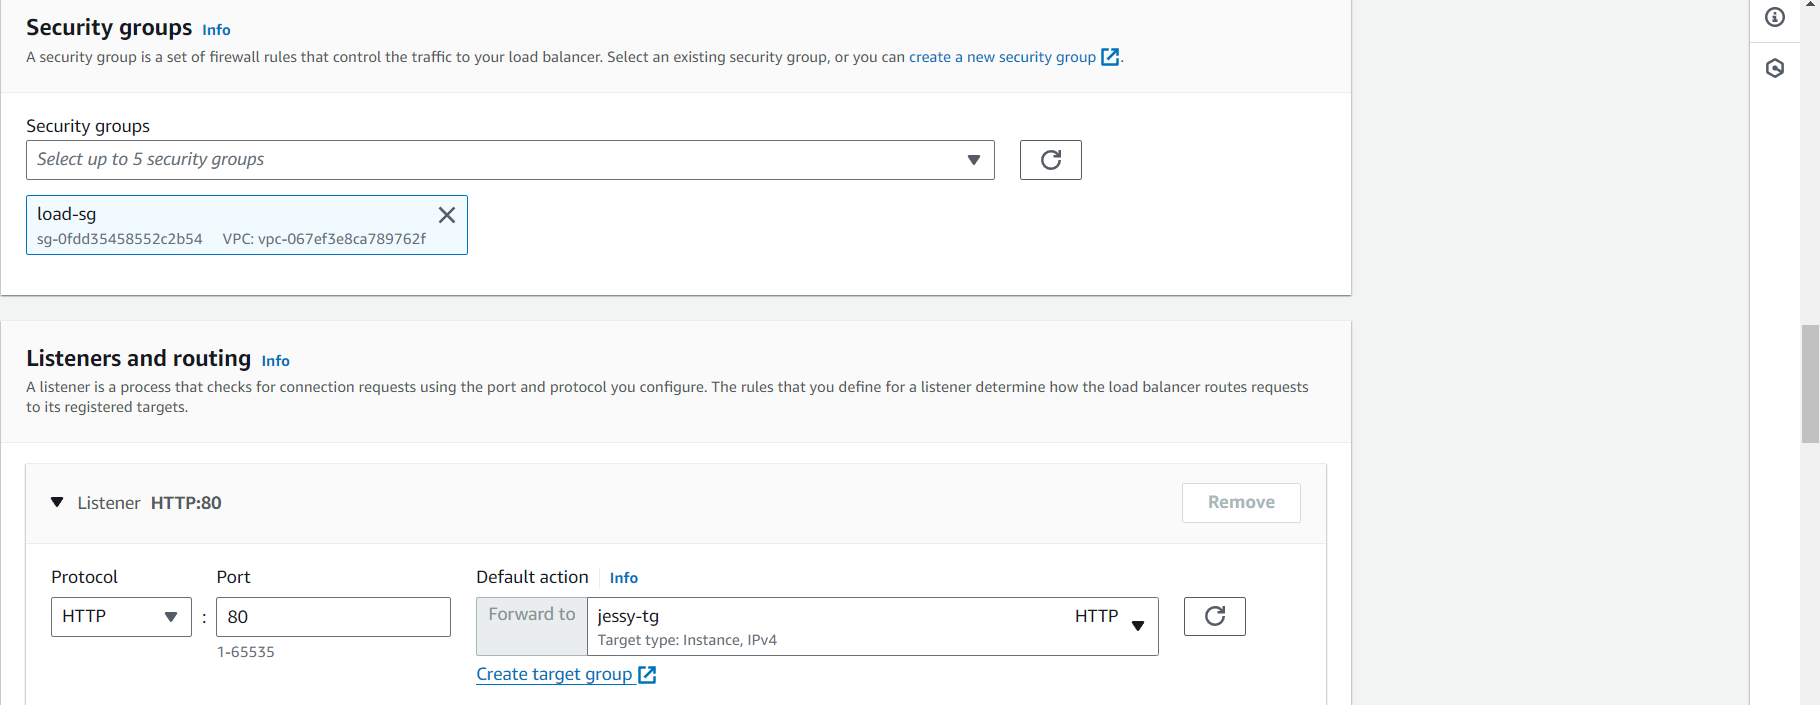 Security groups Info
A security group is a set of firewall rules that control the traffic to your load balancer. Select an existing security group, or you can create a new security group .
Security groups
Select up to 5 security groups
load-sg
sg-0fdd35458552c2b54 VPC: vpc-067ef3e8ca789762f
Listeners and routing Info
A listener is a process that checks for connection requests using the port and protocol you configure. The rules that you define for a listener determine how the load balancer routes requests
to its registered targets.
Listener HTTP:80
Remove
Protocol Port Default action Info
HTTP : 80 Forward to jessy-tg HTTP
Target type: Instance, IPv4
1-65535
Create target group